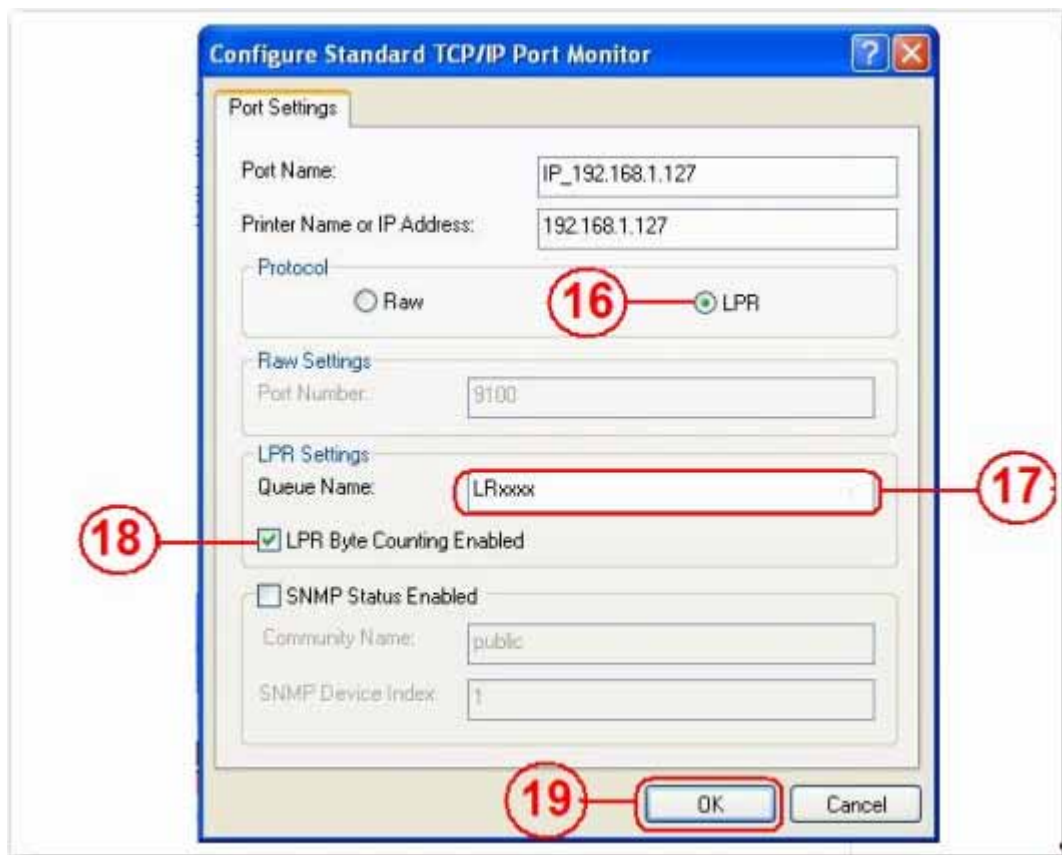 Configure Standard TCP/IP Port Monitor
Port Settings
Port Name: IP_192.168.1.127
Printer Name or IP Address: 192.168.1.127
Protocol
Raw 16 LPR
Raw Settings
Port Number: 9100
LPR Settings
Queue Name: LRxxxx 17
18 LPR Byte Counting Enabled
SNMP Status Enabled
Community Name: public
SNMP Device Index 1
19 OK Cancel